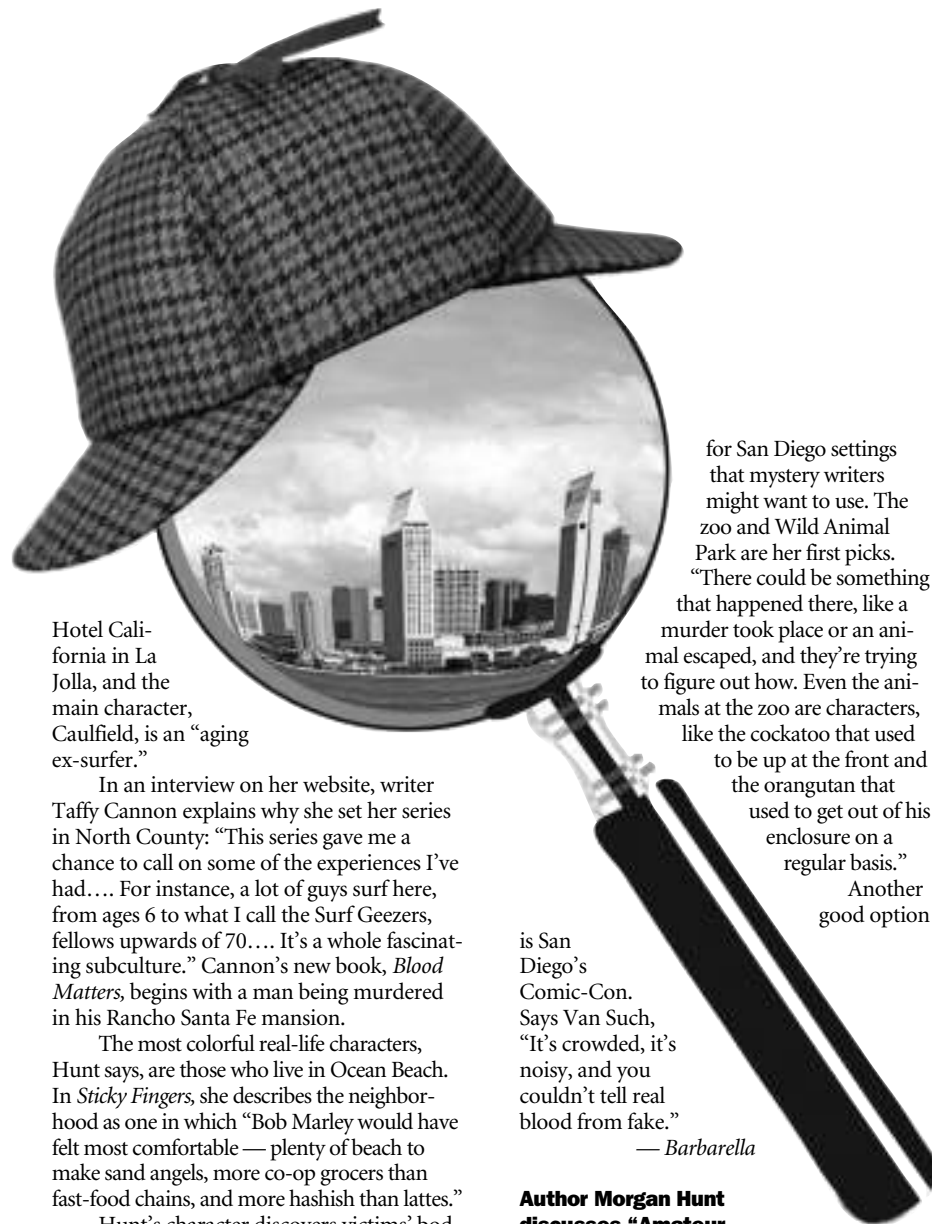 Hotel Cali-
fornia in La
Jolla, and the
main character,
Caulfield, is an “aging
ex-surfer.”
In an interview on her website, writer
Taffy Cannon explains why she set her series
in North County: “This series gave me a
chance to call on some of the experiences I’ve
had…. For instance, a lot of guys surf here,
from ages 6 to what I call the Surf Geezers,
fellows upwards of 70…. It’s a whole fascinat-
ing subculture.” Cannon’s new book, Blood
Matters, begins with a man being murdered
in his Rancho Santa Fe mansion.
The most colorful real-life characters,
Hunt says, are those who live in Ocean Beach.
In Sticky Fingers, she describes the neighbor-
hood as one in which “Bob Marley would have
felt most comfortable — plenty of beach to
make sand angels, more co-op grocers than
fast-food chains, and more hashish than lattes.”
Hunt’s character discovers victims’ bod-
for San Diego settings
that mystery writers
might want to use. The
zoo and Wild Animal
Park are her first picks.
“There could be something
that happened there, like a
murder took place or an ani-
mal escaped, and they’re trying
to figure out how. Even the ani-
mals at the zoo are characters,
like the cockatoo that used
to be up at the front and
the orangutan that
used to get out of his
enclosure on a
regular basis.”
Another
good option
is San
Diego’s
Comic-Con.
Says Van Such,
“It’s crowded, it’s
noisy, and you
couldn’t tell real
blood from fake.”
— Barbarella
Author Morgan Hunt
discusses “Amateur